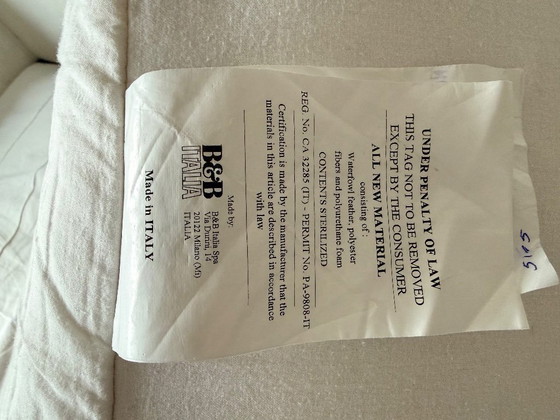 UNDER PENALTY OF LAW
THIS TAG NOT TO BE REMOVED
EXCEPT BY THE CONSUMER
ALL NEW MATERIAL
consisting of :
Waterfowl feather, polyester
fibers and polyurethane foam
CONTENTS STERILIZED
REG. No. CA 32285 (IT) - PERMIT No. PA-9808-IT
Certification is made by the manufacturer that the
materials in this article are described in accordance
with law
Made by:
B&B
ITALIA
B&B Italia Spa
Via Durini, 14
20122 Milano (MI)
ITALIA
Made in ITALY